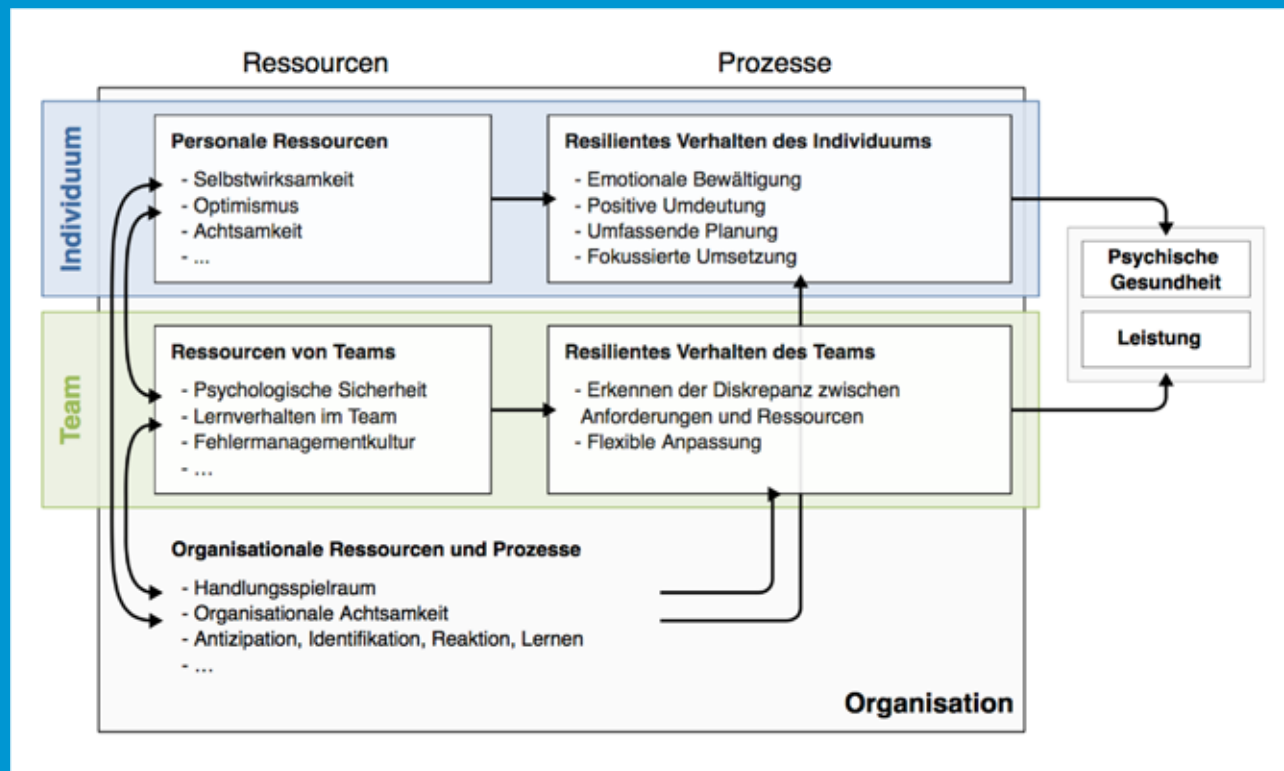 Ressourcen
Prozesse
Individuum
Personale Ressourcen
- Selbstwirksamkeit
- Optimismus
- Achtsamkeit
- ...
Resilientes Verhalten des Individuums
- Emotionale Bewältigung
- Positive Umdeutung
- Umfassende Planung
- Fokussierte Umsetzung
Psychische
Gesundheit
Leistung
Team
Ressourcen von Teams
- Psychologische Sicherheit
- Lernverhalten im Team
- Fehlermanagementkultur
- ...
Resilientes Verhalten des Teams
- Erkennen der Diskrepanz zwischen
Anforderungen und Ressourcen
- Flexible Anpassung
Organisationale Ressourcen und Prozesse
- Handlungsspielraum
- Organisationale Achtsamkeit
- Antizipation, Identifikation, Reaktion, Lernen
- ...
Organisation